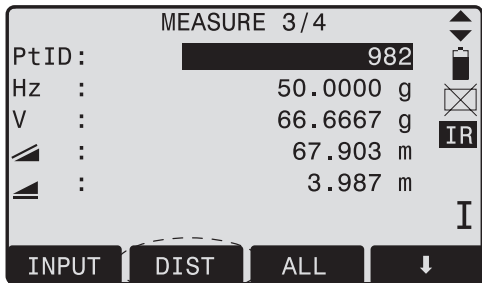 MEASURE 3/4
PtID: 982
Hz : 50.0000 g
V : 66.6667 g
: 67.903 m
: 3.987 m
IR
I
INPUT DIST ALL